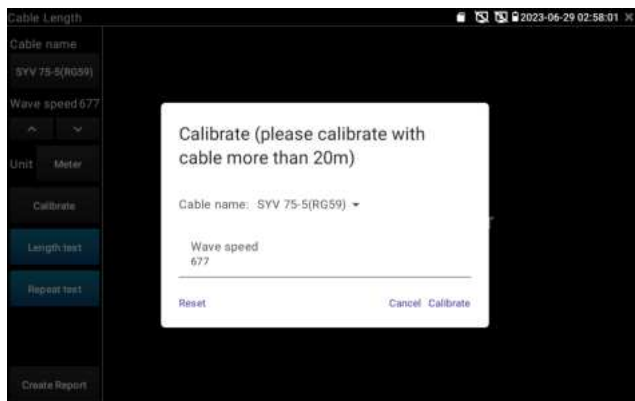 Cable Length
2023-06-29 02:58:01
Cable name
SYV 75-5(RG59)
Wave speed 677
Unit Meter
Calibrate
Length test
Repeat test
Create Report
Calibrate (please calibrate with
cable more than 20m)
Cable name: SYV 75-5(RG59)
Wave speed
677
Reset Cancel Calibrate